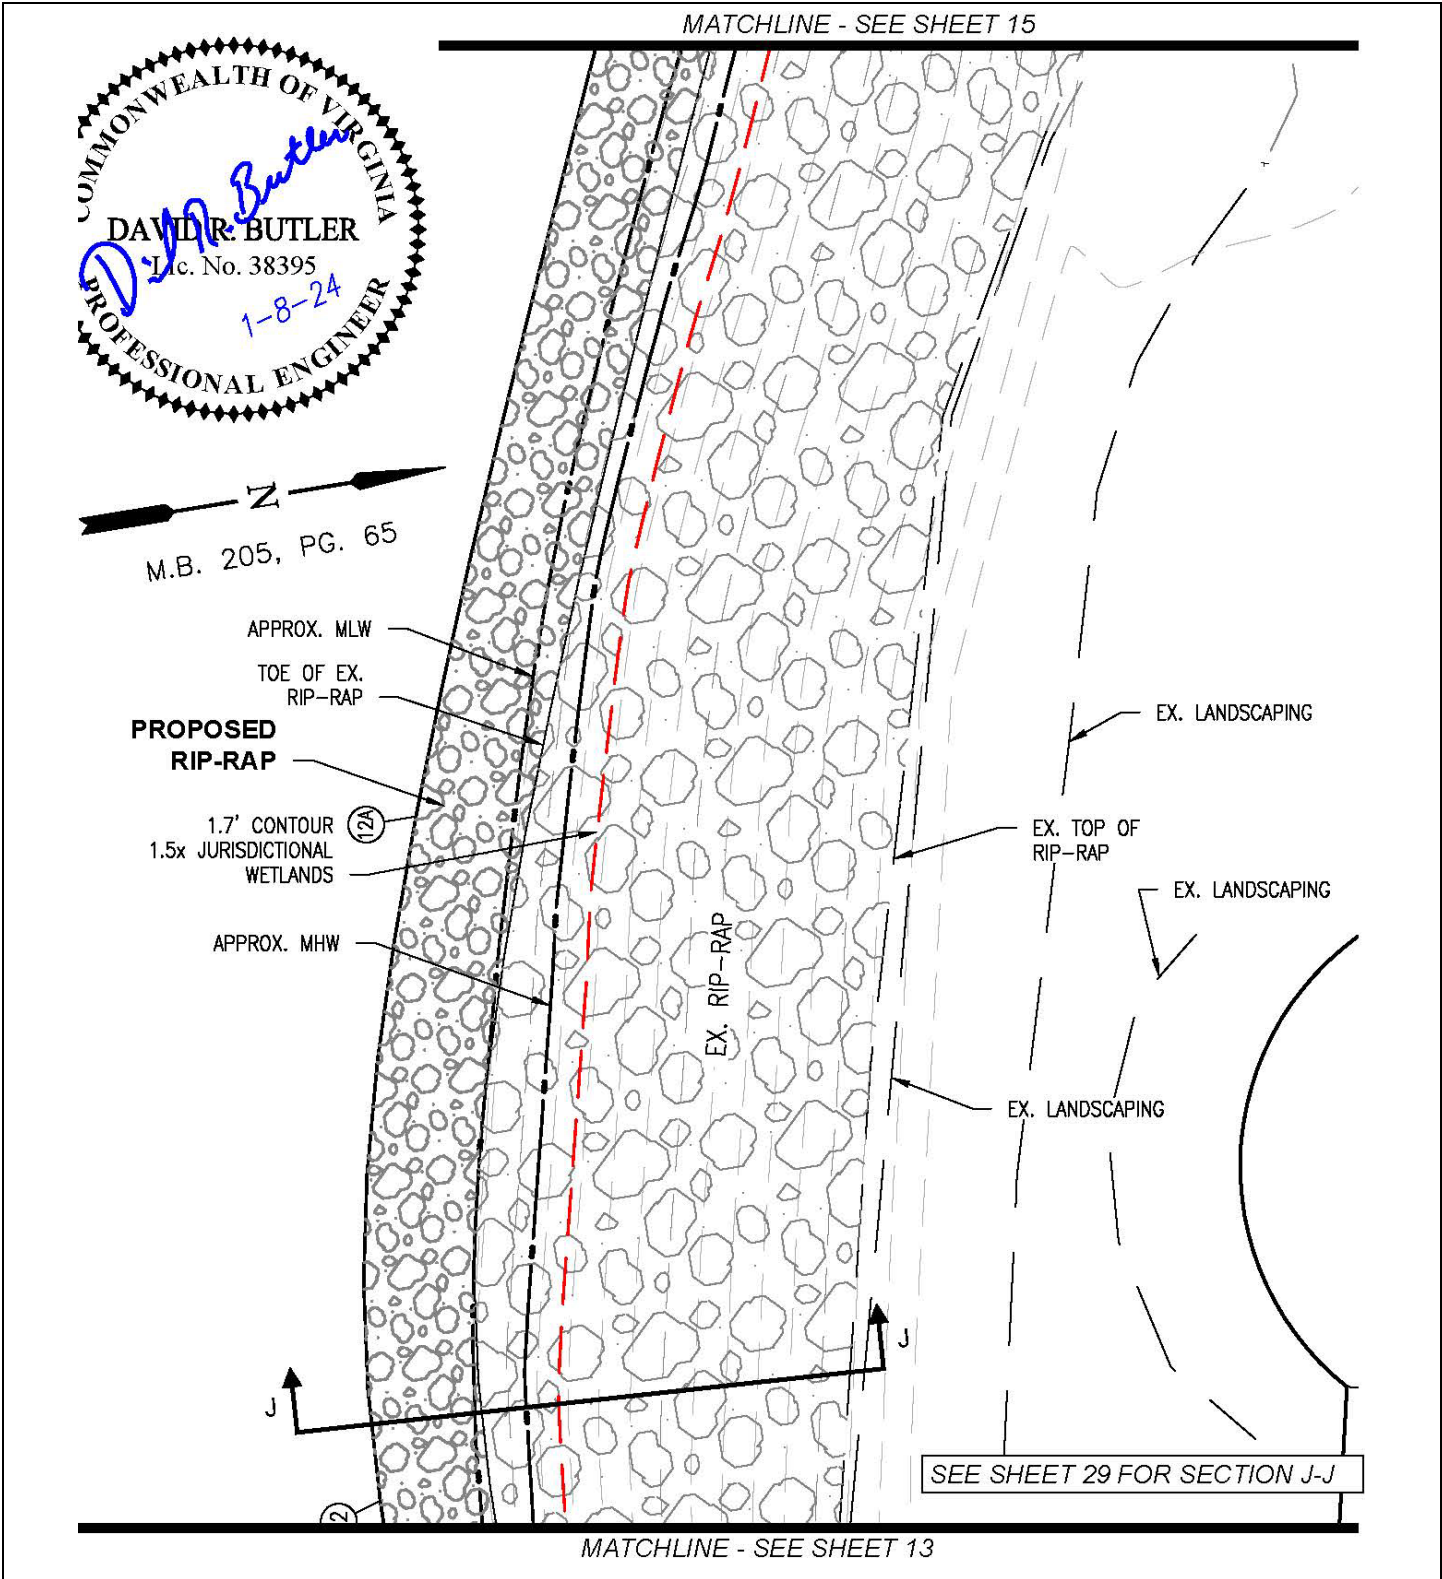 MATCHLINE - SEE SHEET 15
COMMONWEALTH OF VIRGINIA
David R. Butler
DAVID R. BUTLER
Lic. No. 38395
1-8-24
PROFESSIONAL ENGINEER
N
M.B. 205, PG. 65
APPROX. MLW
TOE OF EX.
RIP-RAP
PROPOSED
RIP-RAP
12A
1.7' CONTOUR
1.5x JURISDICTIONAL
WETLANDS
APPROX. MHW
EX. RIP-RAP
EX. LANDSCAPING
EX. TOP OF
RIP-RAP
EX. LANDSCAPING
EX. LANDSCAPING
J
J
SEE SHEET 29 FOR SECTION J-J
MATCHLINE - SEE SHEET 13